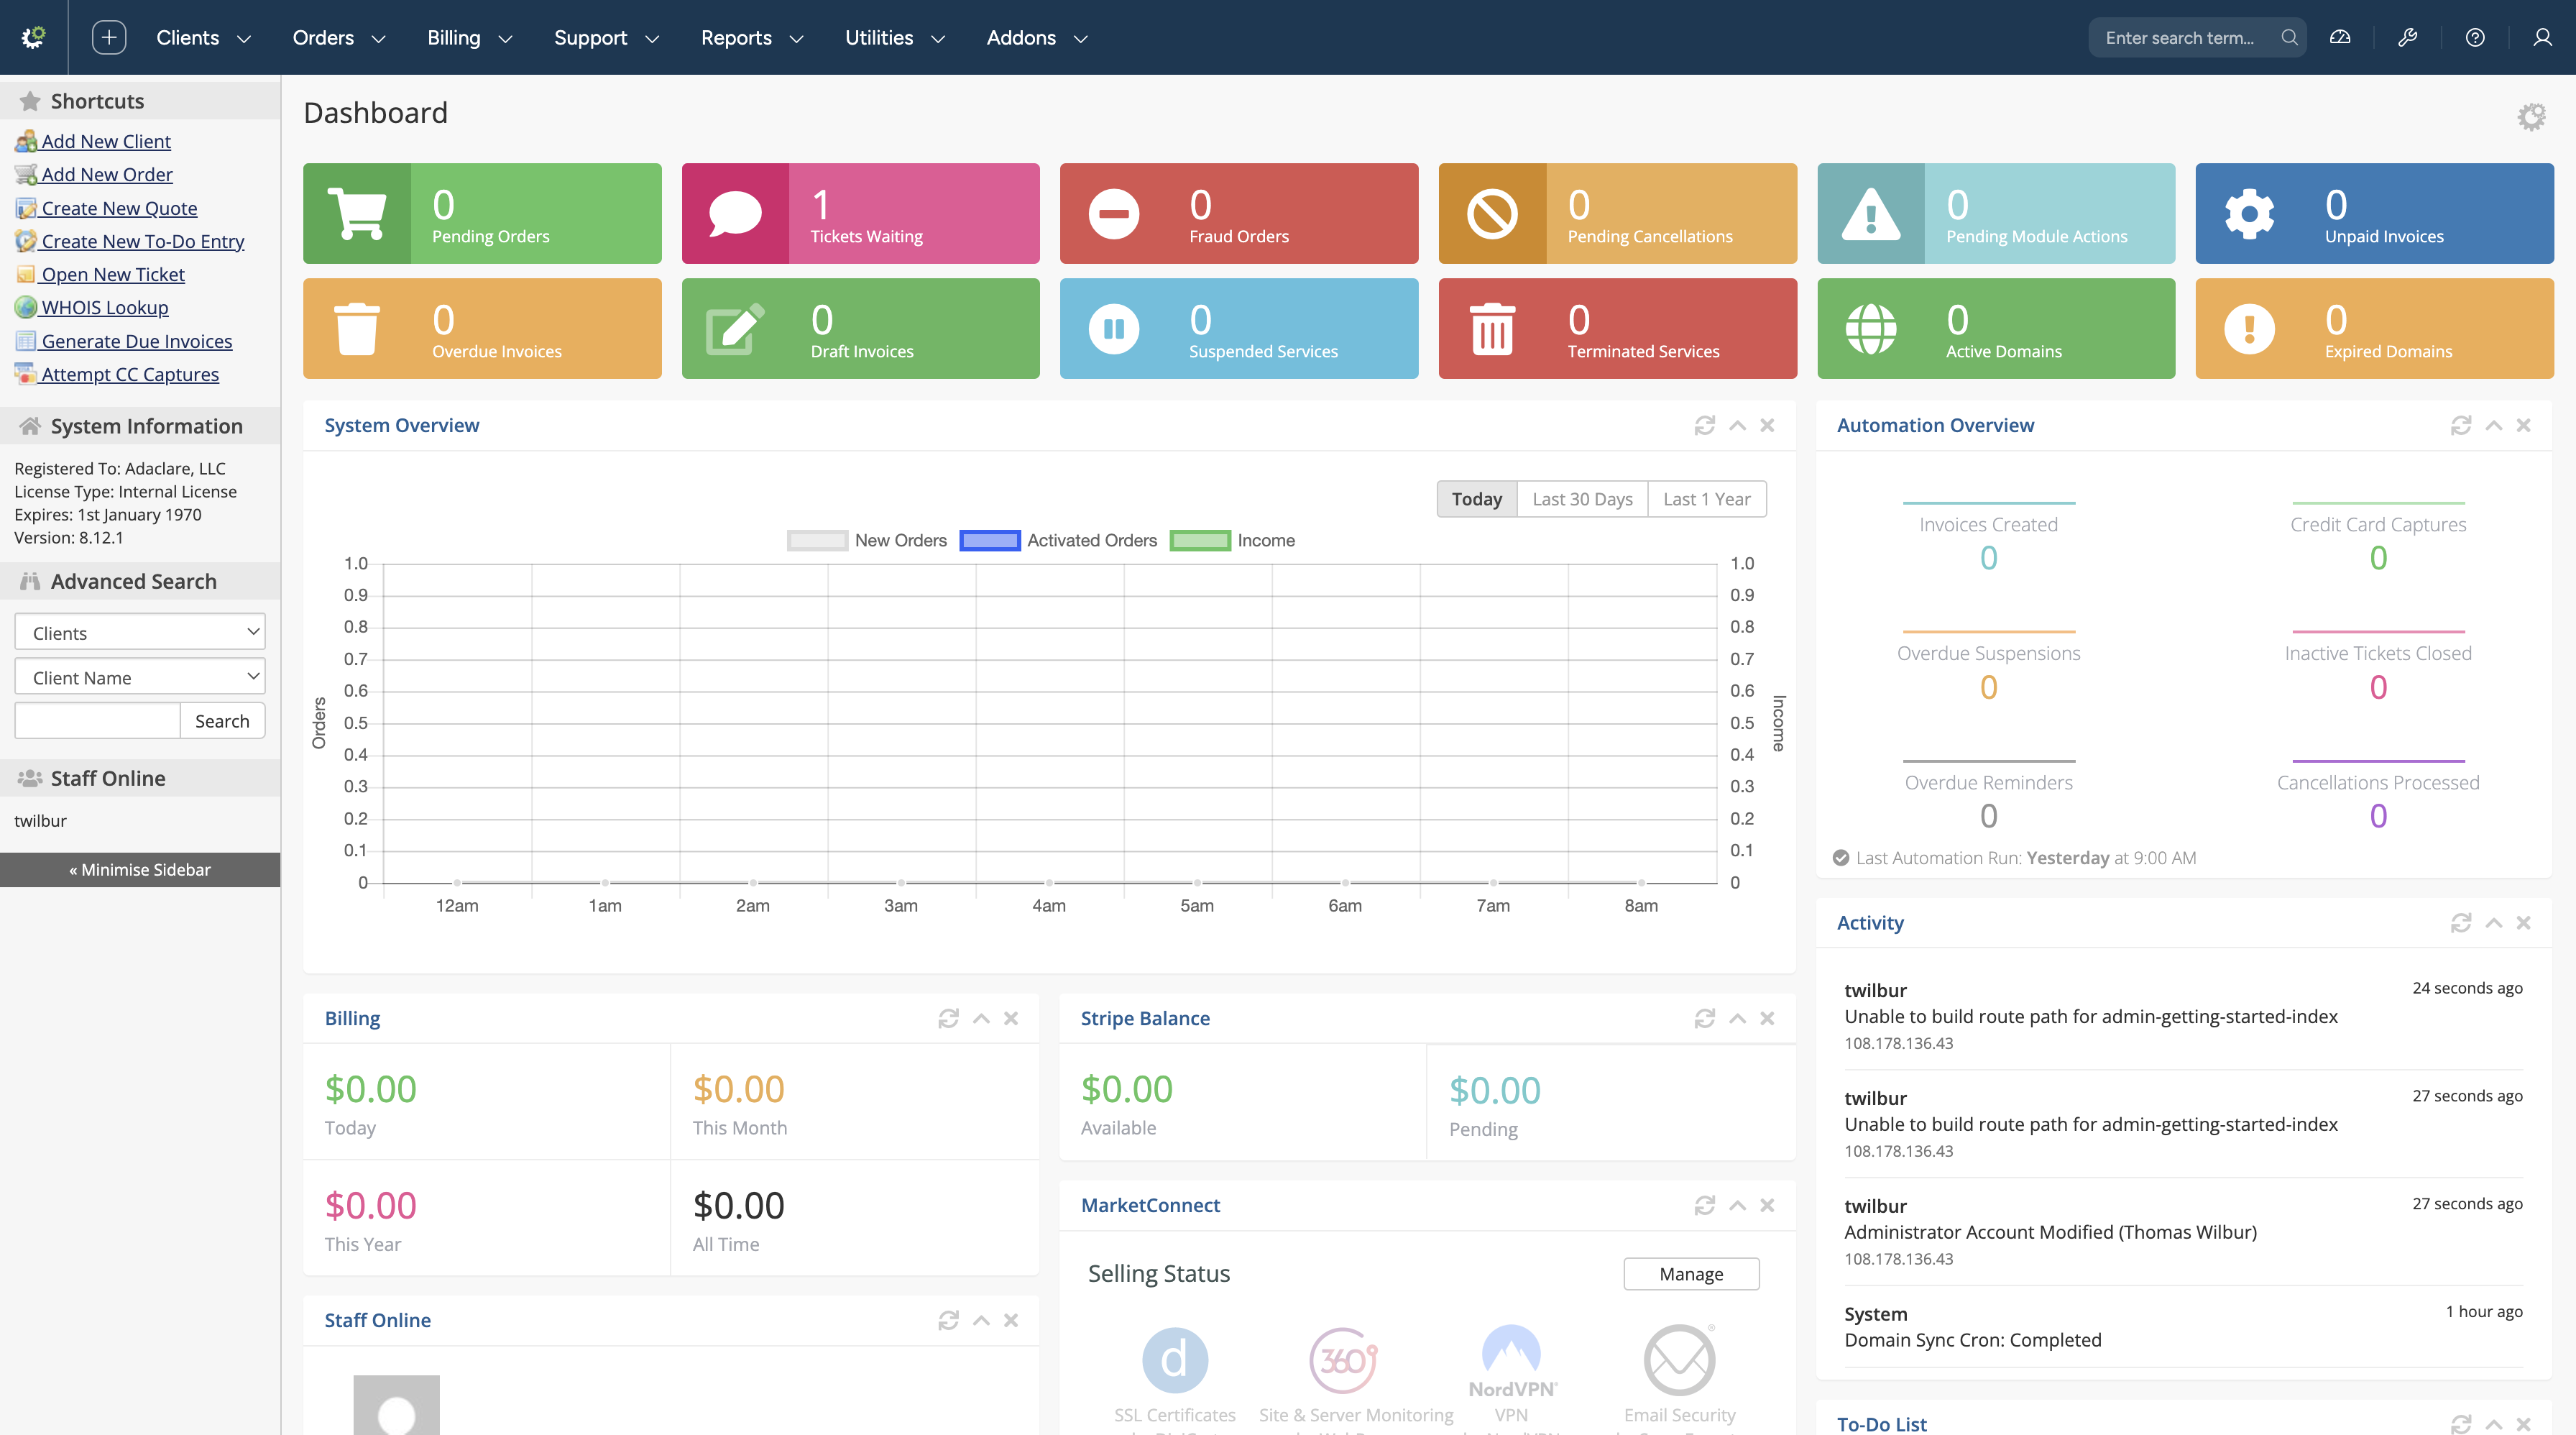 Clients
Orders
Billing
Support
Reports
Utilities
Addons
Enter search term...
Shortcuts
Add New Client
Add New Order
Create New Quote
Create New To-Do Entry
Open New Ticket
WHOIS Lookup
Generate Due Invoices
Attempt CC Captures
System Information
Registered To: Adaclare, LLC
License Type: Internal License
Expires: 1st January 1970
Version: 8.12.1
Advanced Search
Clients
Client Name
Search
Staff Online
twilbur
« Minimise Sidebar
Dashboard
0
Pending Orders
1
Tickets Waiting
0
Fraud Orders
0
Pending Cancellations
0
Pending Module Actions
0
Unpaid Invoices
0
Overdue Invoices
0
Draft Invoices
0
Suspended Services
0
Terminated Services
0
Active Domains
0
Expired Domains
System Overview
Today
Last 30 Days
Last 1 Year
New Orders
Activated Orders
Income
1.0
0.9
0.8
0.7
0.6
0.5
0.4
0.3
0.2
0.1
0
Orders
1.0
0.9
0.8
0.7
0.6
0.5
0.4
0.3
0.2
0.1
0
Income
12am
1am
2am
3am
4am
5am
6am
7am
8am
Automation Overview
Invoices Created
0
Credit Card Captures
0
Overdue Suspensions
0
Inactive Tickets Closed
0
Overdue Reminders
0
Cancellations Processed
0
Last Automation Run: Yesterday at 9:00 AM
Billing
$0.00
Today
$0.00
This Month
$0.00
This Year
$0.00
All Time
Staff Online
Stripe Balance
$0.00
Available
$0.00
Pending
MarketConnect
Selling Status
Manage
d
360
NordVPN®
SSL Certificates
Site & Server Monitoring
VPN
Email Security
Activity
twilbur
24 seconds ago
Unable to build route path for admin-getting-started-index
108.178.136.43
twilbur
27 seconds ago
Unable to build route path for admin-getting-started-index
108.178.136.43
twilbur
27 seconds ago
Administrator Account Modified (Thomas Wilbur)
108.178.136.43
System
1 hour ago
Domain Sync Cron: Completed
To-Do List